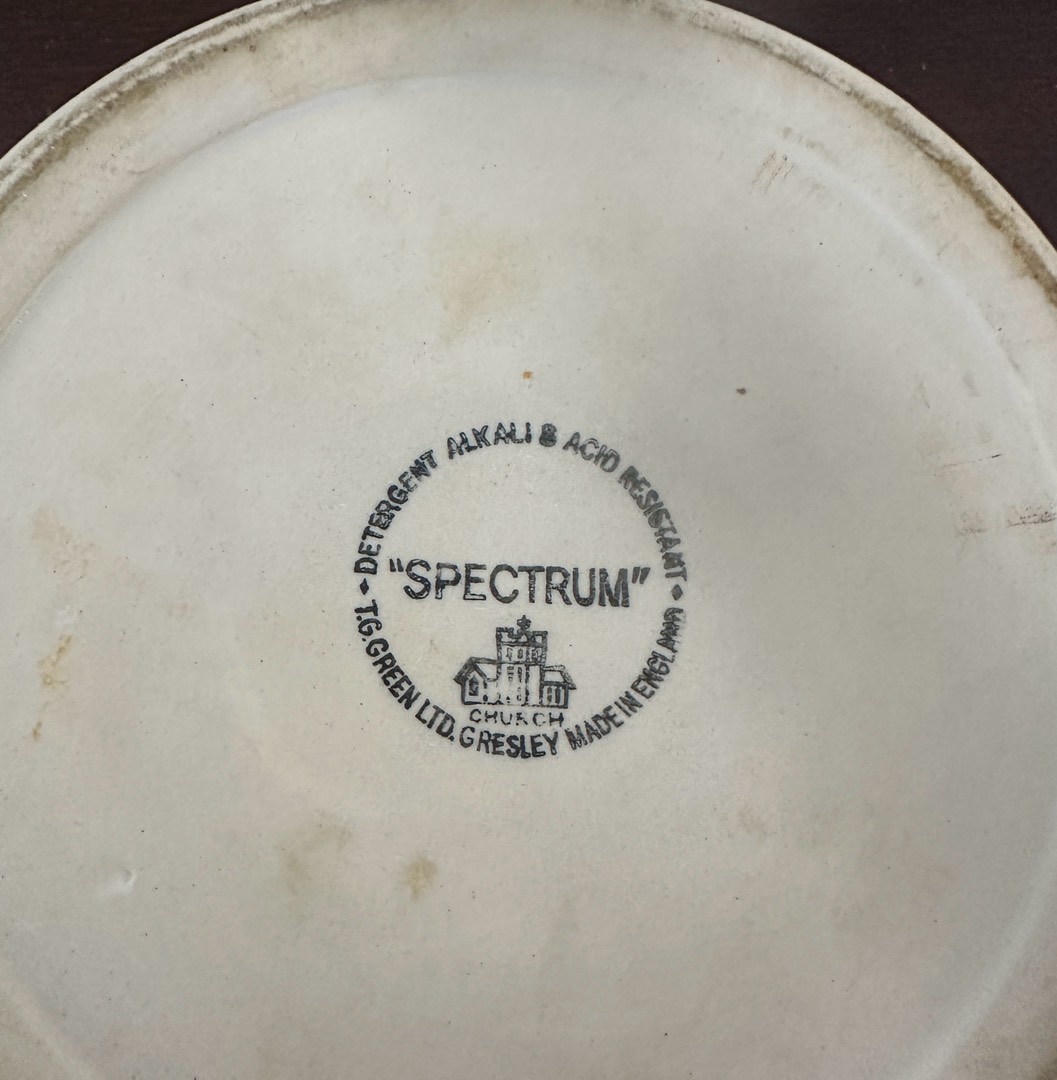 DETERGENT ALKALI & ACID RESISTANT
"SPECTRUM"
CHURCH
T.G.GREEN LTD. GRESLEY MADE IN ENGLAND